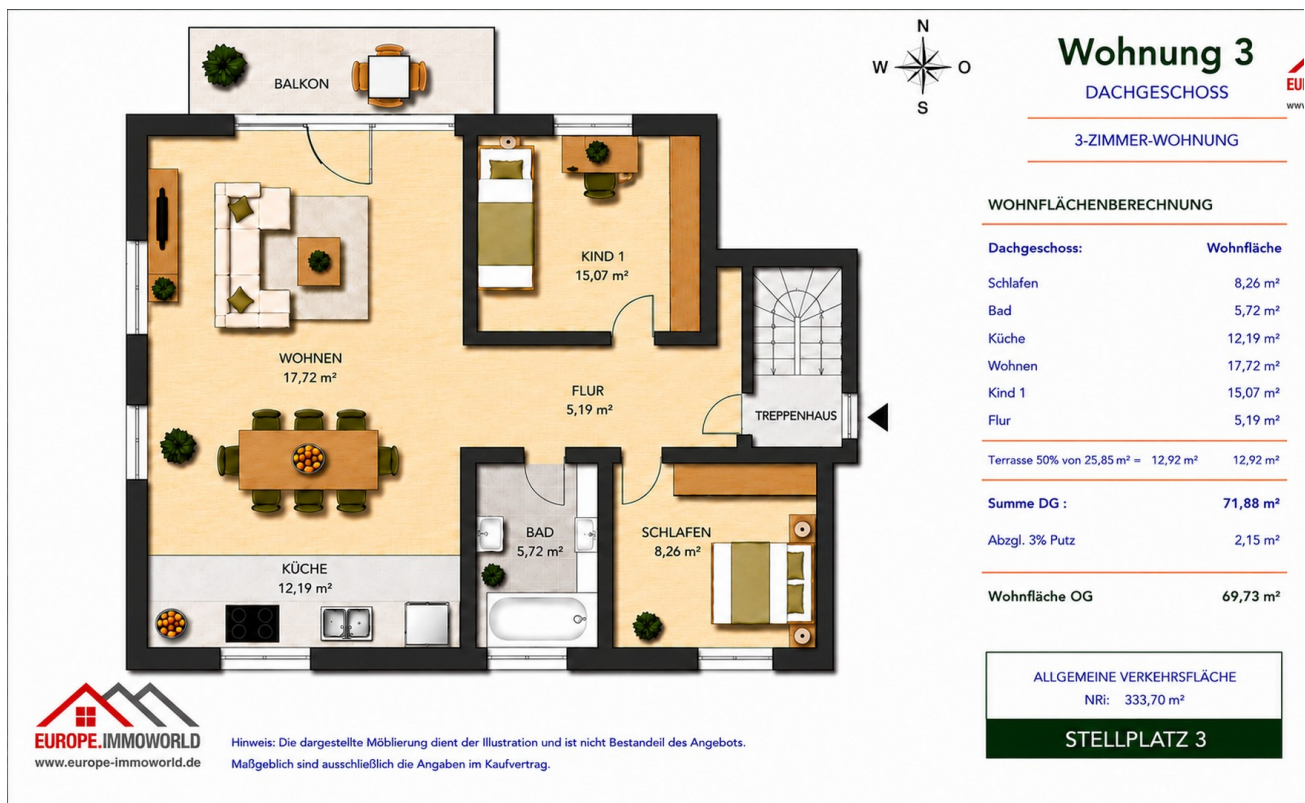 BALKON
N
W O
S
Wohnung 3
DACHGESCHOSS
3-ZIMMER-WOHNUNG
WOHNFLÄCHENBERECHNUNG
Dachgeschoss: Wohnfläche
Schlafen 8,26 m²
Bad 5,72 m²
Küche 12,19 m²
Wohnen 17,72 m²
Kind 1 15,07 m²
Flur 5,19 m²
Terrasse 50% von 25,85 m² = 12,92 m² 12,92 m²
Summe DG : 71,88 m²
Abzgl. 3% Putz 2,15 m²
Wohnfläche OG 69,73 m²
ALLGEMEINE VERKEHRSFLÄCHE
NRi: 333,70 m²
STELLPLATZ 3
KIND 1
15,07 m²
WOHNEN
17,72 m²
FLUR
5,19 m²
TREPPENHAUS
BAD
5,72 m²
SCHLAFEN
8,26 m²
KÜCHE
12,19 m²
EUROPE.IMMOWORLD
www.europe-immoworld.de
Hinweis: Die dargestellte Möblierung dient der Illustration und ist nicht Bestandeil des Angebots.
Maßgeblich sind ausschließlich die Angaben im Kaufvertrag.